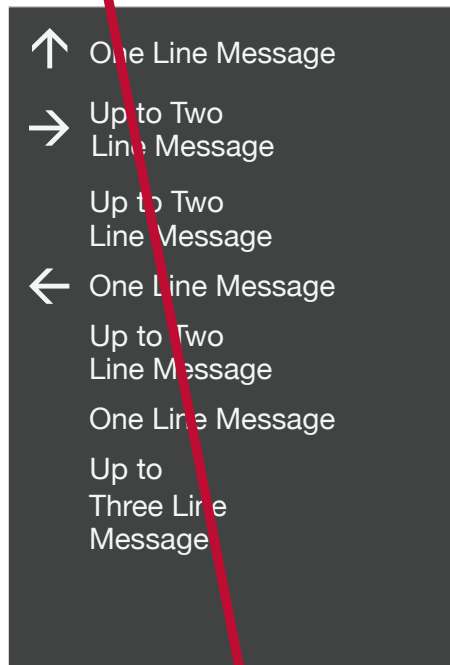 ↑ One Line Message
→ Up to Two
Line Message
Up to Two
Line Message
← One Line Message
Up to Two
Line Message
One Line Message
Up to
Three Line
Message